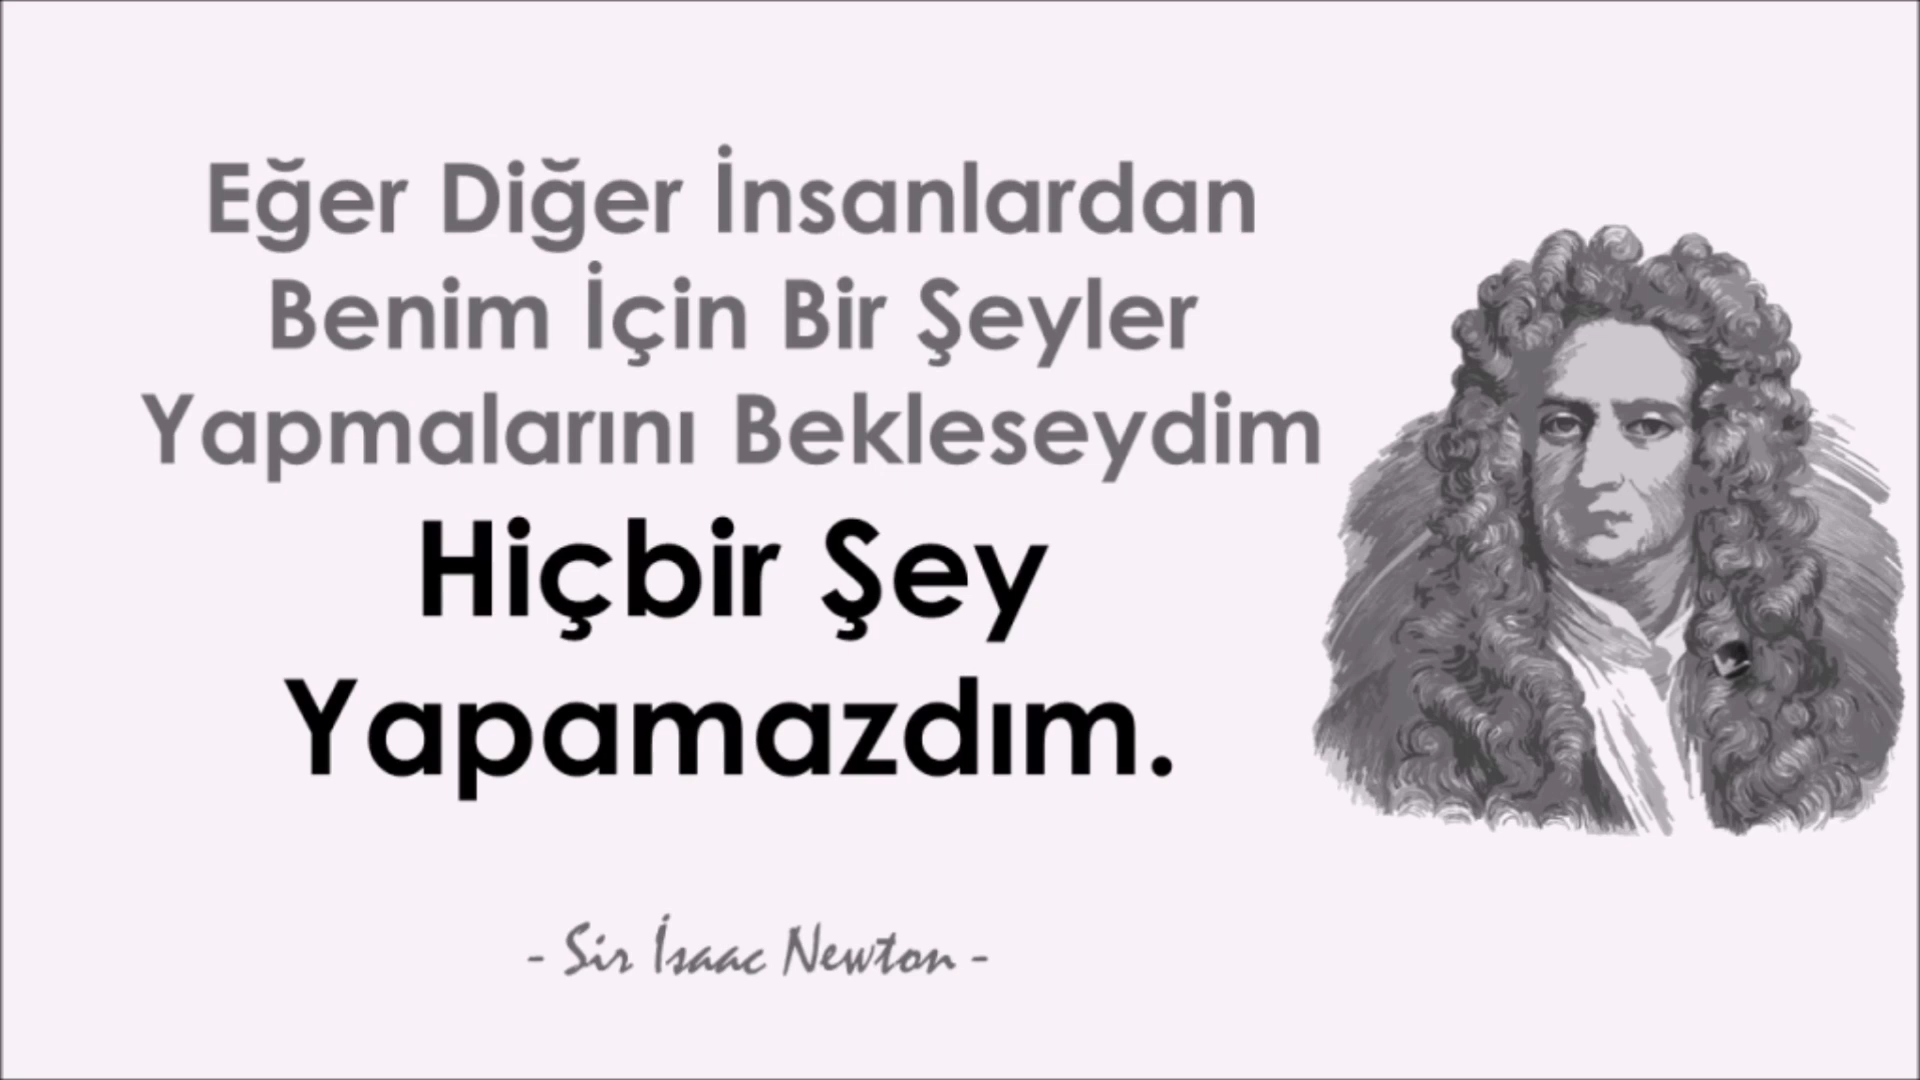 Eğer Diğer İnsanlardan
Benim İçin Bir Şeyler
Yapmalarını Bekleseydim
Hiçbir Şey
Yapamazdım.
- Sir İsaac Newton -